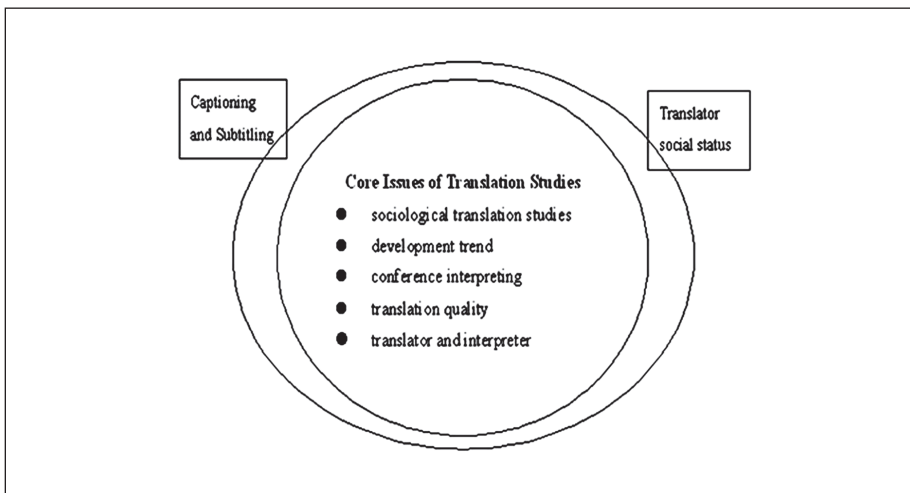 Captioning
and Subtitling
Translator
social status
Core Issues of Translation Studies
● sociological translation studies
● development trend
● conference interpreting
● translation quality
● translator and interpreter